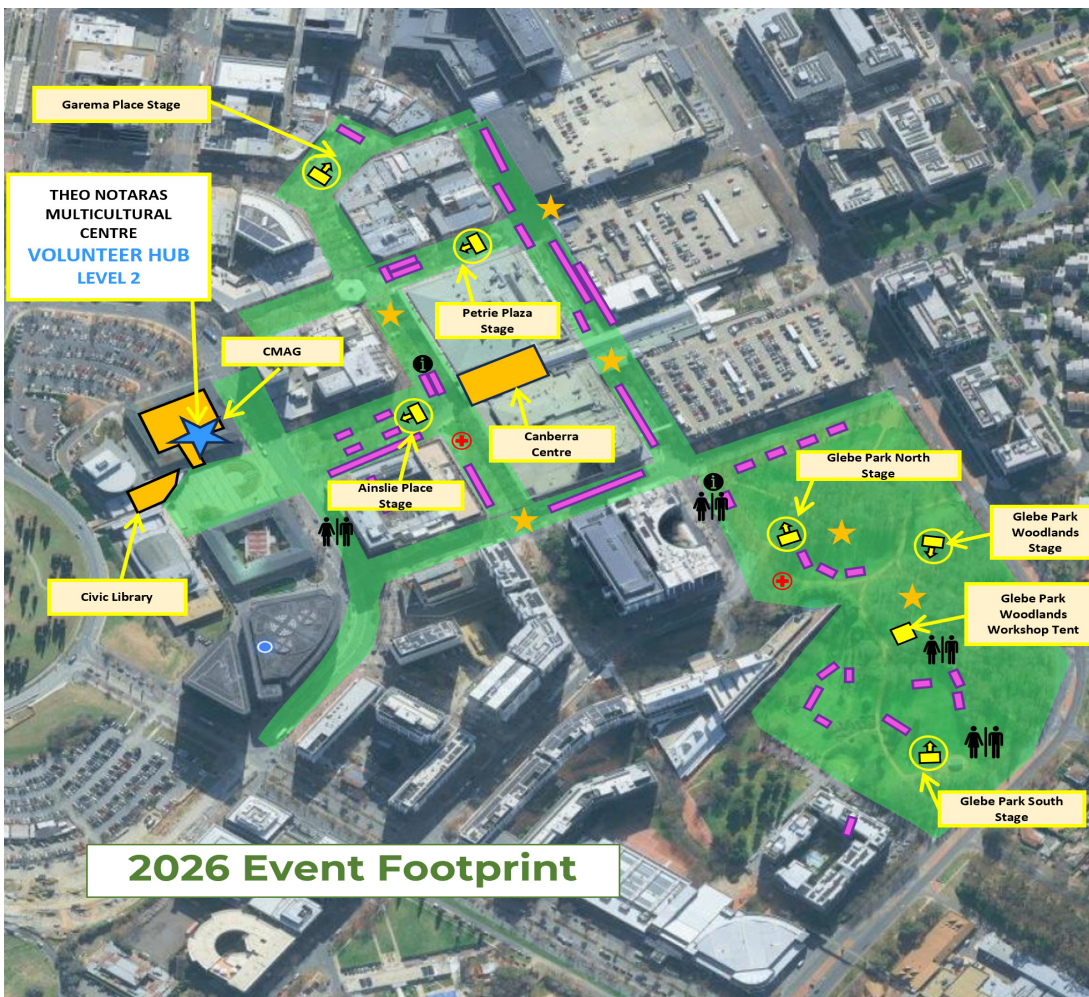 Garema Place Stage
THEO NOTARAS
MULTICULTURAL
CENTRE
VOLUNTEER HUB
LEVEL 2
Petrie Plaza
Stage
CMAG
i
Canberra
Centre
Ainslie Place
Stage
Glebe Park North
Stage
i
Glebe Park
Woodlands
Stage
Civic Library
Glebe Park
Woodlands
Workshop Tent
Glebe Park South
Stage
2026 Event Footprint